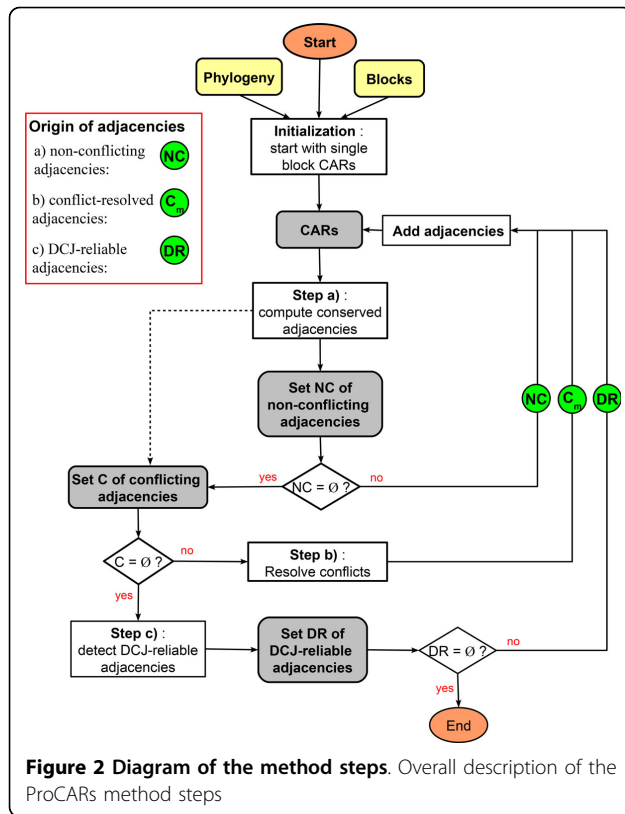 Start
Phylogeny
Blocks
Origin of adjacencies
a) non-conflicting
adjacencies:
NC
b) conflict-resolved
adjacencies:
Cm
c) DCJ-reliable
adjacencies:
DR
Initialization :
start with single
block CARs
CARs
Add adjacencies
Step a) :
compute conserved
adjacencies
Set NC of
non-conflicting
adjacencies
NC
Cm
DR
Set C of conflicting
adjacencies
yes
NC = Ø ?
no
C = Ø ?
no
Step b) :
Resolve conflicts
yes
Step c) :
detect DCJ-reliable
adjacencies
Set DR of
DCJ-reliable
adjacencies
DR = Ø ?
no
yes
End
Figure 2 Diagram of the method steps. Overall description of the
ProCARs method steps